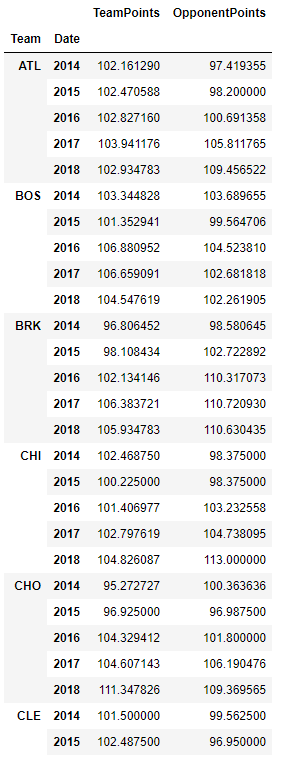 TeamPoints OpponentPoints
Team Date
ATL 2014 102.161290 97.419355
2015 102.470588 98.200000
2016 102.827160 100.691358
2017 103.941176 105.811765
2018 102.934783 109.456522
BOS 2014 103.344828 103.689655
2015 101.352941 99.564706
2016 106.880952 104.523810
2017 106.659091 102.681818
2018 104.547619 102.261905
BRK 2014 96.806452 98.580645
2015 98.108434 102.722892
2016 102.134146 110.317073
2017 106.383721 110.720930
2018 105.934783 110.630435
CHI 2014 102.468750 98.375000
2015 100.225000 98.375000
2016 101.406977 103.232558
2017 102.797619 104.738095
2018 104.826087 113.000000
CHO 2014 95.272727 100.363636
2015 96.925000 96.987500
2016 104.329412 101.800000
2017 104.607143 106.190476
2018 111.347826 109.369565
CLE 2014 101.500000 99.562500
2015 102.487500 96.950000